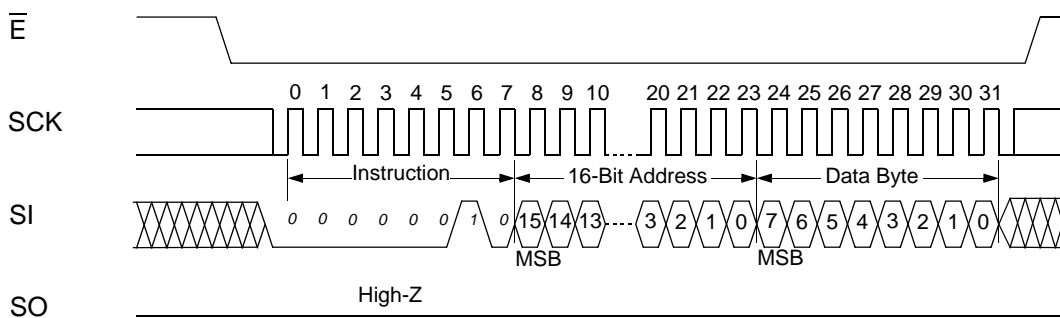 E̅
0 1 2 3 4 5 6 7 8 9 10 20 21 22 23 24 25 26 27 28 29 30 31
SCK
Instruction 16-Bit Address Data Byte
SI 0 0 0 0 0 0 1 0 15 14 13 3 2 1 0 7 6 5 4 3 2 1 0
MSB MSB
High-Z
SO